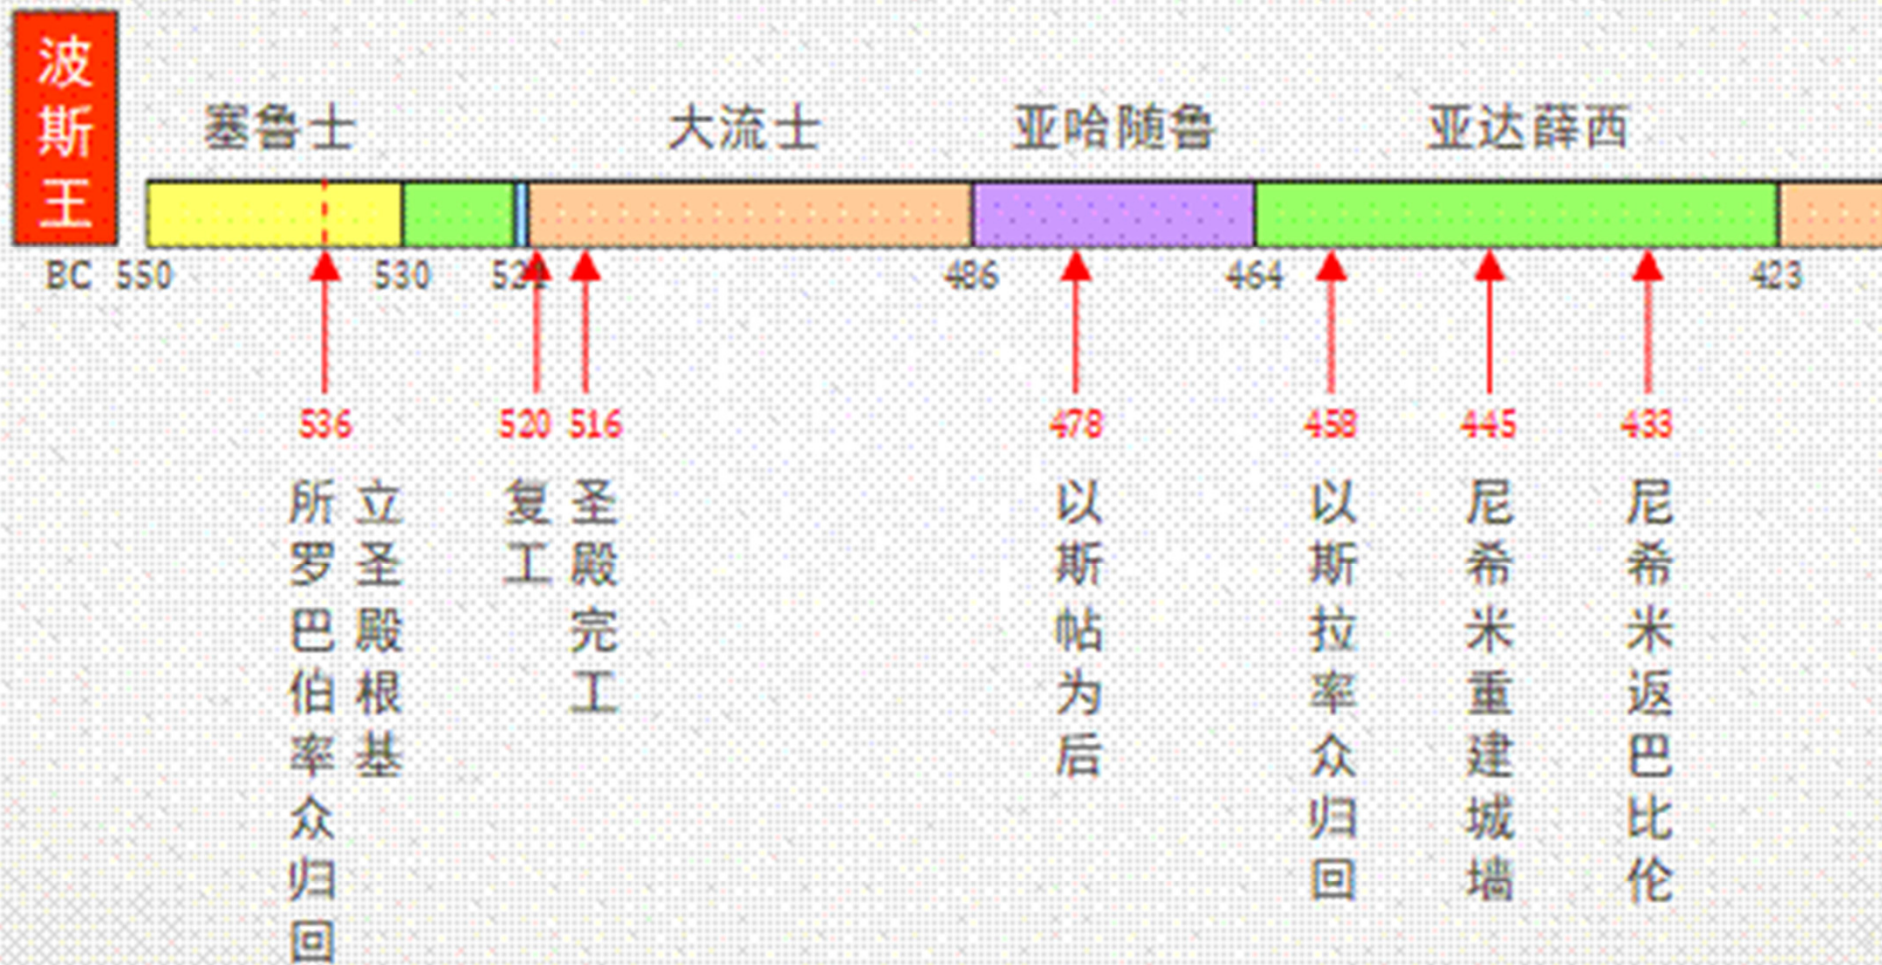 波斯王
塞鲁士 大流士 亚哈随鲁 亚达薛西
BC 550 530 521 486 464 423
536 520 516 478 458 445 433
所罗巴伯率众归回
立圣殿根基
复工
圣殿完工
以斯帖为后
以斯拉率众归回
尼希米重建城墙
尼希米返巴比伦